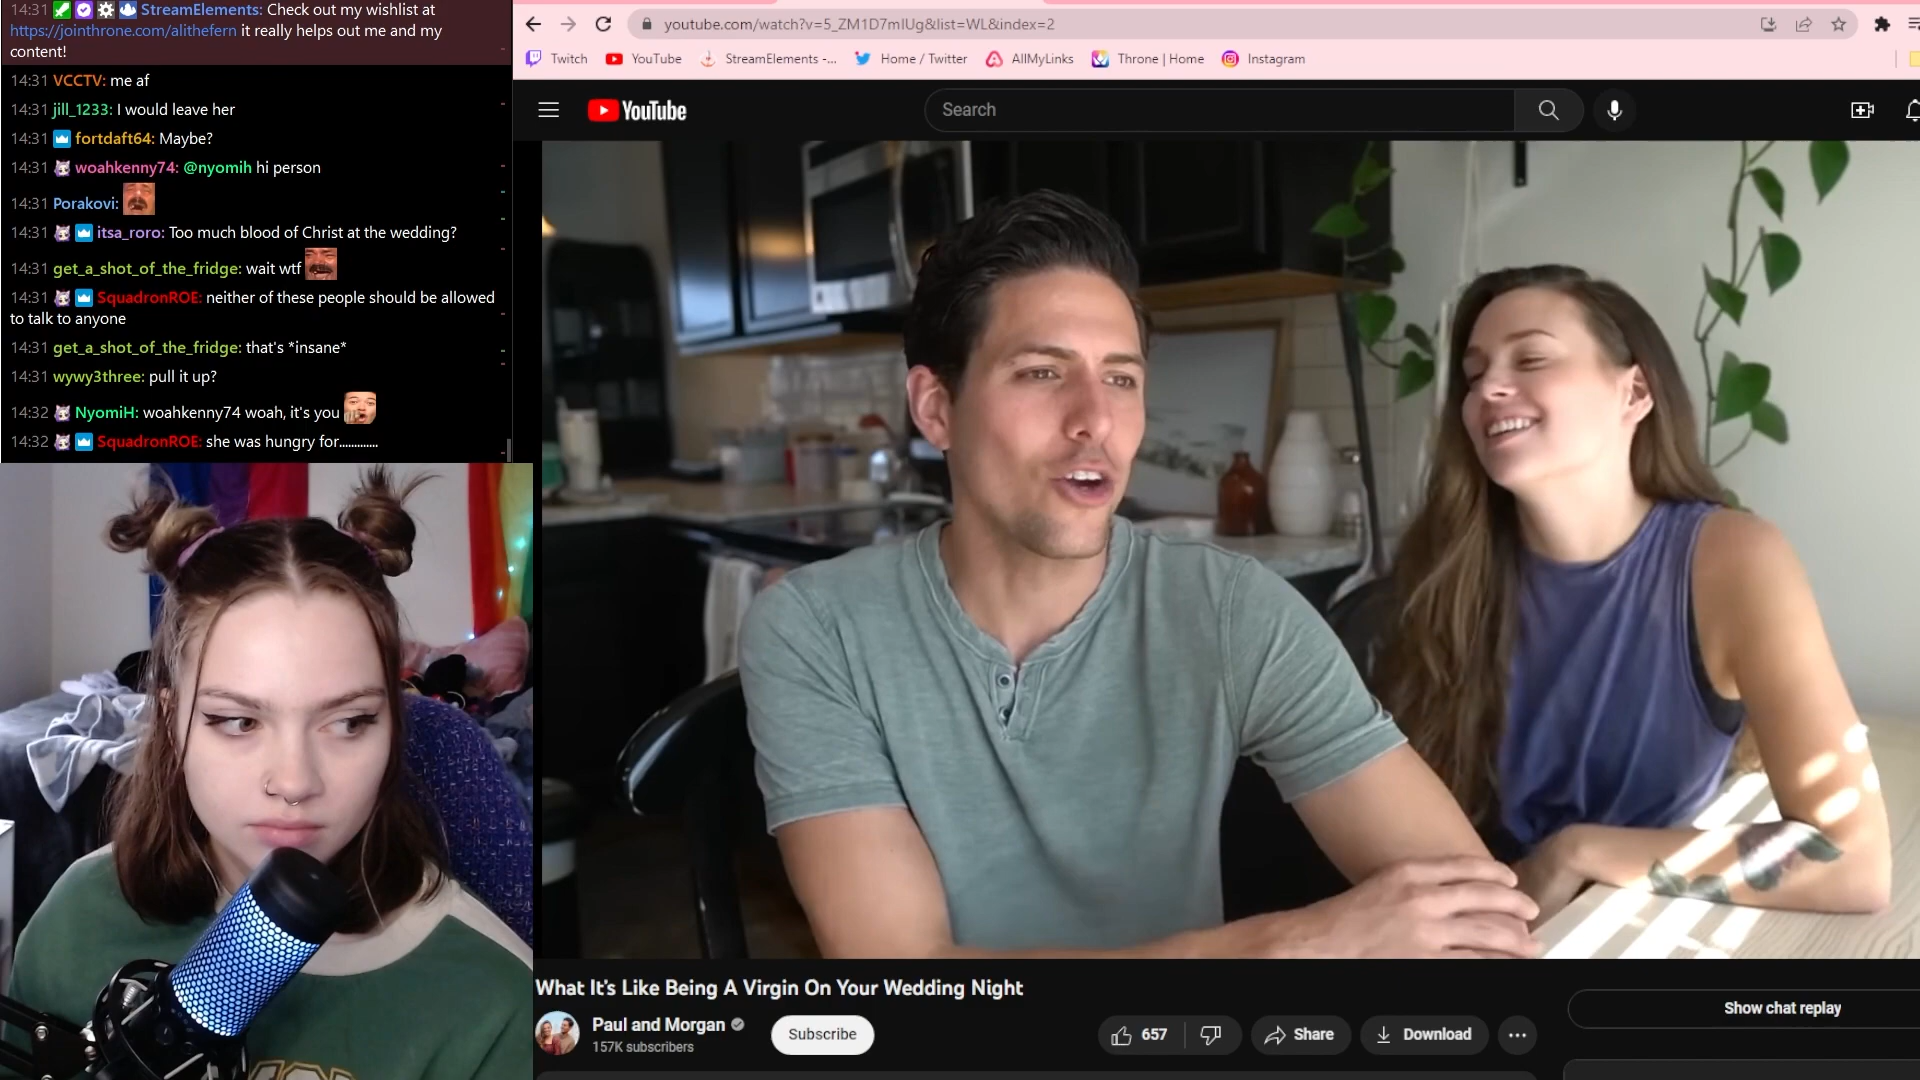 14:31 StreamElements: Check out my wishlist at
https://jointhrone.com/alithefern it really helps out me and my
content!
14:31 VCCTV: me af
14:31 jill_1233: I would leave her
14:31 fortdaft64: Maybe?
14:31 woahkenny74: @nyomih hi person
14:31 Porakovi:
14:31 itsa_roro: Too much blood of Christ at the wedding?
14:31 get_a_shot_of_the_fridge: wait wtf
14:31 SquadronROE: neither of these people should be allowed
to talk to anyone
14:31 get_a_shot_of_the_fridge: that's *insane*
14:31 wywy3three: pull it up?
14:32 NyomiH: woahkenny74 woah, it's you
14:32 SquadronROE: she was hungry for.............
youtube.com/watch?v=5_ZM1D7mIUg&list=WL&index=2
Twitch YouTube StreamElements -... Home / Twitter AllMyLinks Throne | Home Instagram
YouTube
Search
What It's Like Being A Virgin On Your Wedding Night
Paul and Morgan
157K subscribers
Subscribe
657
Share
Download
Show chat replay